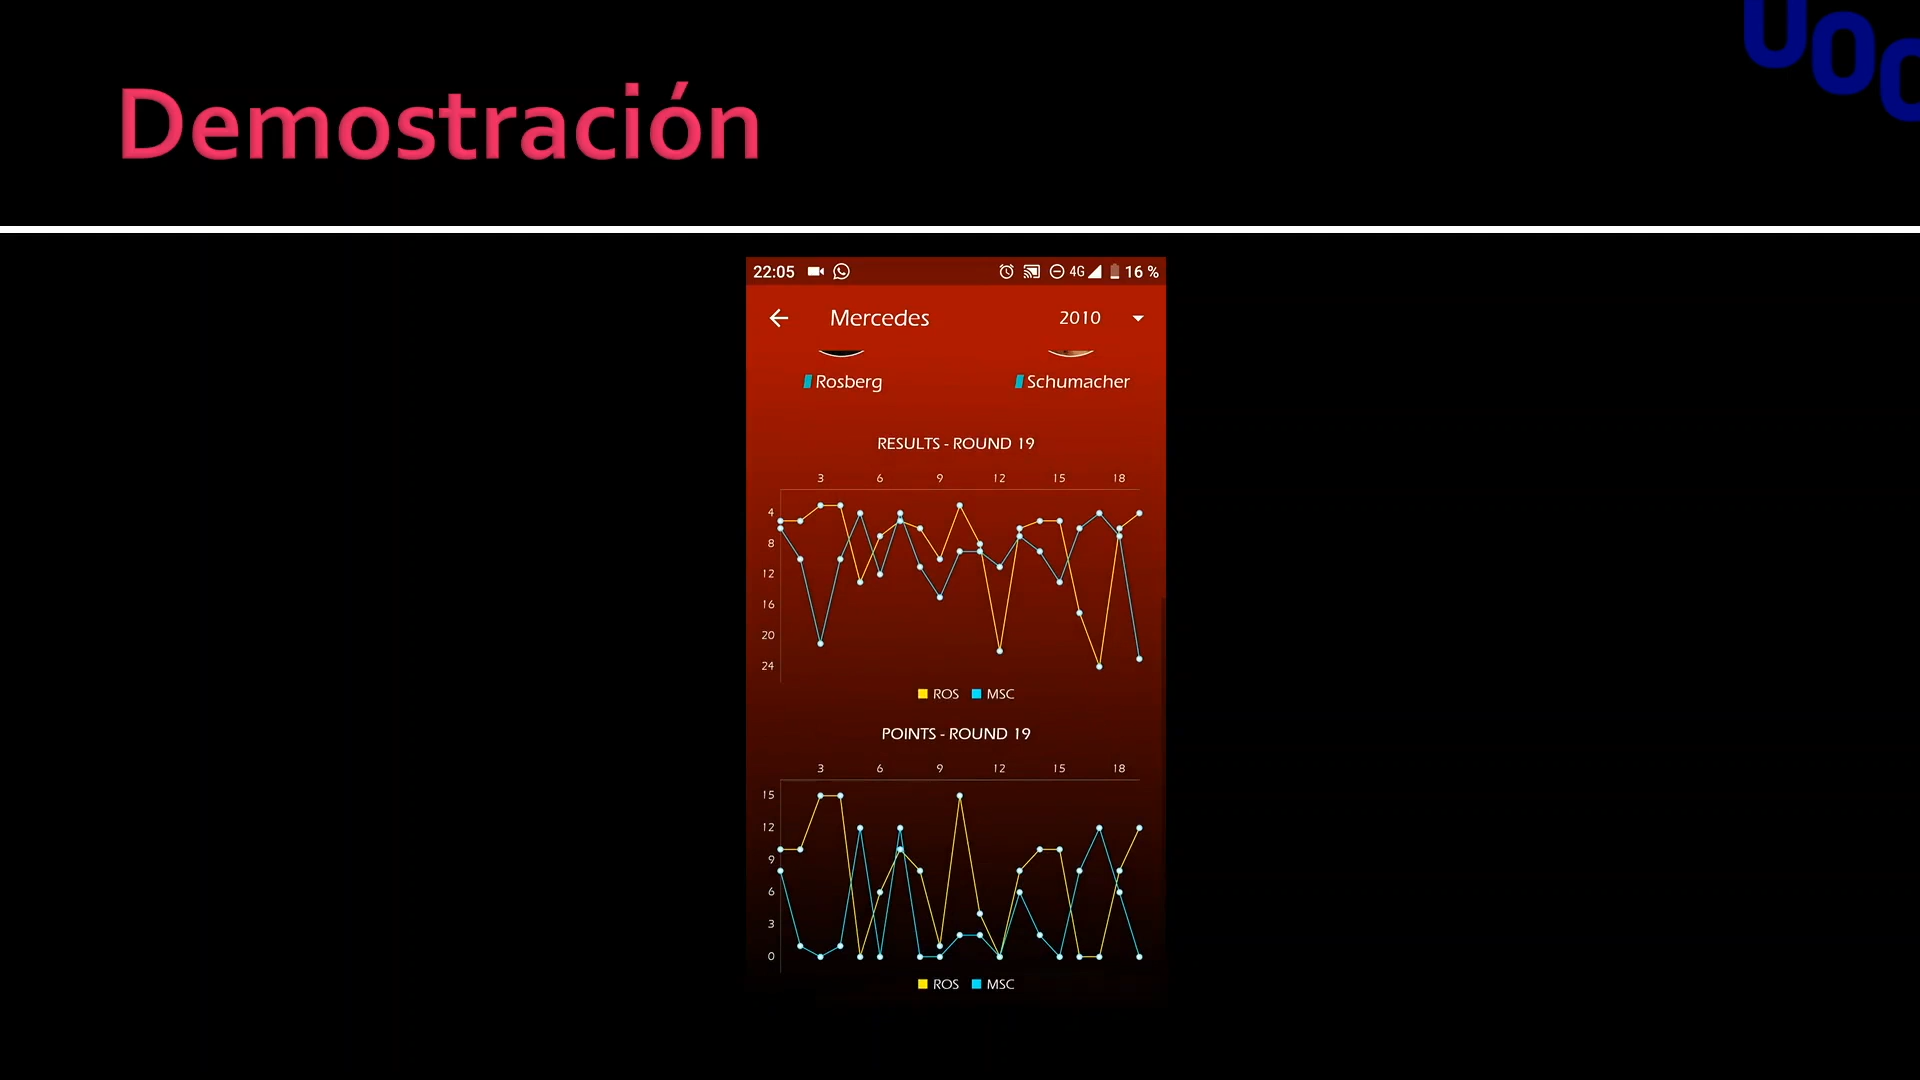 UOC
Demostración
22:05 4G 16 %
Mercedes 2010
Rosberg Schumacher
RESULTS - ROUND 19
3 6 9 12 15 18
4
8
12
16
20
24
ROS MSC
POINTS - ROUND 19
3 6 9 12 15 18
15
12
9
6
3
0
ROS MSC